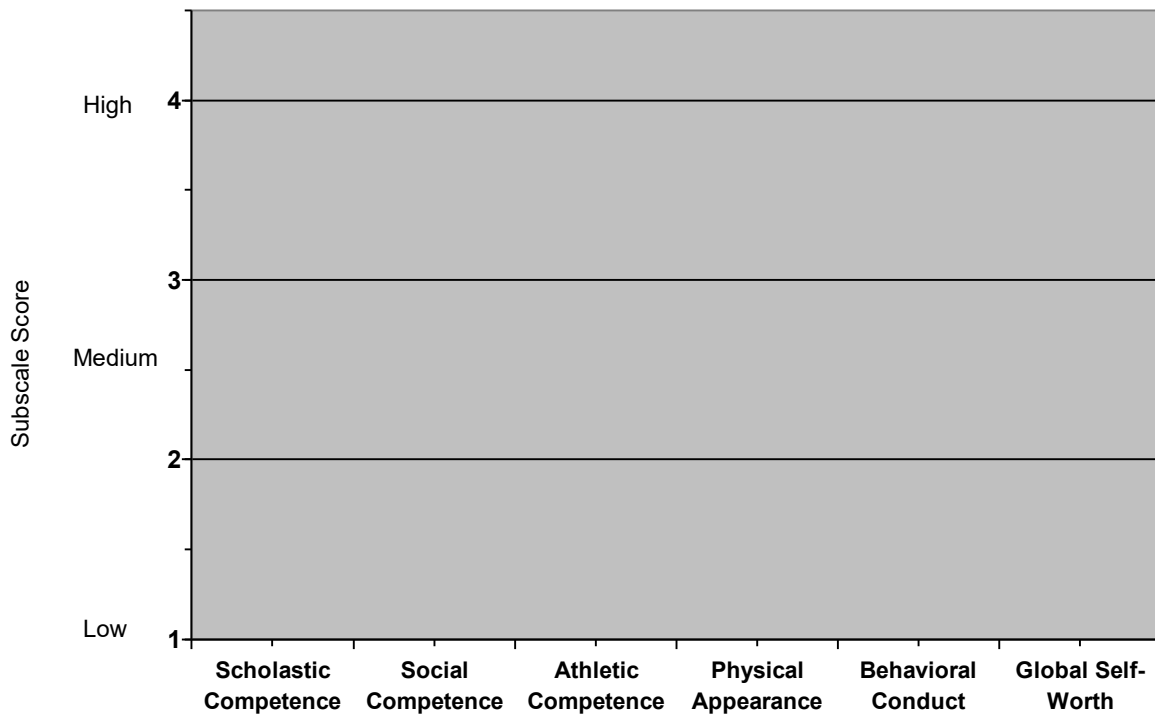 High
4
3
Subscale Score
Medium
2
Low
1
Scholastic Competence
Social Competence
Athletic Competence
Physical Appearance
Behavioral Conduct
Global Self-
Worth